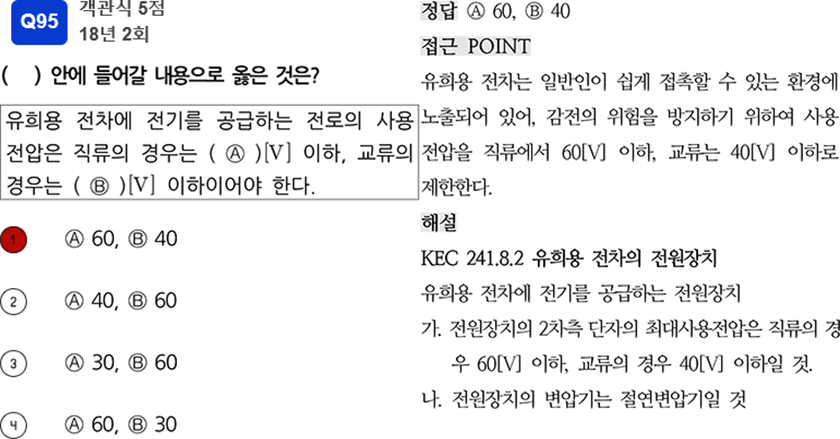 Q95
객관식 5점
18년 2회
( ) 안에 들어갈 내용으로 옳은 것은?
유희용 전차에 전기를 공급하는 전로의 사용
전압은 직류의 경우는 ( Ⓐ )[V] 이하, 교류의
경우는 ( Ⓑ )[V] 이하이어야 한다.
1 Ⓐ 60, Ⓑ 40
② Ⓐ 40, Ⓑ 60
③ Ⓐ 30, Ⓑ 60
④ Ⓐ 60, Ⓑ 30
정답 Ⓐ 60, Ⓑ 40
접근 POINT
유희용 전차는 일반인이 쉽게 접촉할 수 있는 환경에
노출되어 있어, 감전의 위험을 방지하기 위하여 사용
전압을 직류에서 60[V] 이하, 교류는 40[V] 이하로
제한한다.
해설
KEC 241.8.2 유희용 전차의 전원장치
유희용 전차에 전기를 공급하는 전원장치
가. 전원장치의 2차측 단자의 최대사용전압은 직류의 경
우 60[V] 이하, 교류의 경우 40[V] 이하일 것.
나. 전원장치의 변압기는 절연변압기일 것